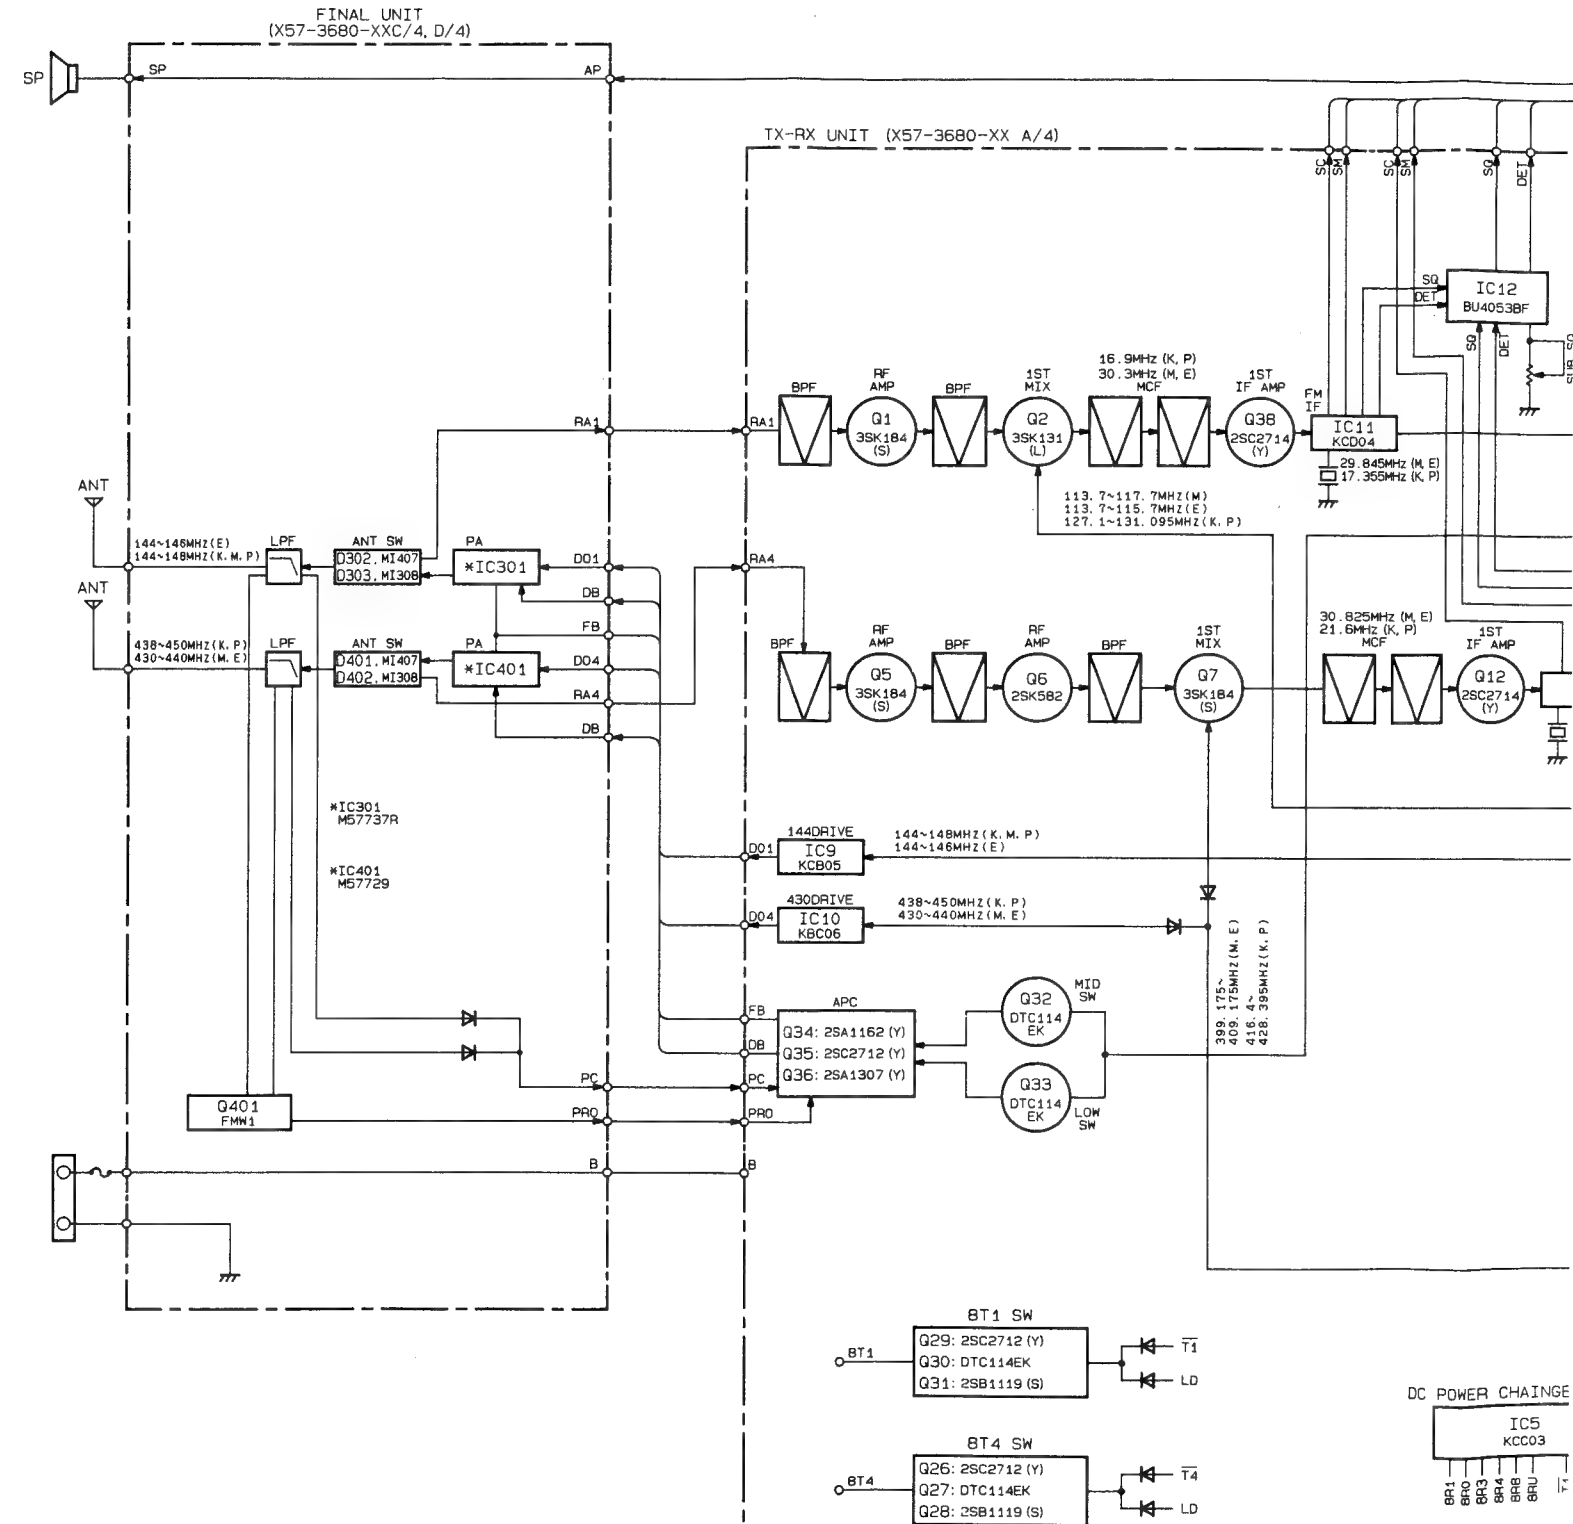 FINAL UNIT
(X57-3680-XXC/4, D/4)
SP
SP
AP
TX-RX UNIT (X57-3680-XX A/4)
SC
SM
SC
SM
SQ
DET
SQ
DET
IC12
BU4053BF
SQ
DET
16.9MHz (K, P)
30.3MHz (M, E)
MCF
BPF
RF
AMP
BPF
1ST
MIX
1ST
IF AMP
FM
IF
RA1
RA1
Q1
3SK184
(S)
Q2
3SK131
(L)
Q38
2SC2714
(Y)
IC11
KCD04
29.845MHz (M, E)
17.355MHz (K, P)
113.7~117.7MHZ(M)
113.7~115.7MHZ(E)
127.1~131.095MHZ(K, P)
ANT
144~146MHz(E)
144~148MHz(K, M, P)
LPF
ANT SW
D302, MI407
D303, MI308
PA
*IC301
DO1
DB
FB
RA4
ANT
438~450MHz(K, P)
430~440MHz(M, E)
LPF
ANT SW
D401, MI407
D402, MI308
PA
*IC401
DO4
RA4
DB
BPF
RF
AMP
Q5
3SK184
(S)
BPF
RF
AMP
Q6
2SK582
BPF
1ST
MIX
Q7
3SK184
(S)
30.825MHz (M, E)
21.6MHz (K, P)
MCF
1ST
IF AMP
Q12
2SC2714
(Y)
*IC301
M57737R
*IC401
M57729
144DRIVE
DO1
IC9
KCB05
144~148MHZ(K, M, P)
144~146MHZ(E)
430DRIVE
DO4
IC10
KBC06
438~450MHZ(K, P)
430~440MHZ(M, E)
399.175~
409.175MHZ(M, E)
416.4~
428.395MHZ(K, P)
APC
FB
DB
PC
PRO
Q34: 2SA1162 (Y)
Q35: 2SC2712 (Y)
Q36: 2SA1307 (Y)
Q32
DTC114
EK
MID
SW
Q33
DTC114
EK
LOW
SW
PC
PRO
Q401
FMW1
B
B
8T1 SW
8T1
Q29: 2SC2712 (Y)
Q30: DTC114EK
Q31: 2SB1119 (S)
T1
LD
8T4 SW
8T4
Q26: 2SC2712 (Y)
Q27: DTC114EK
Q28: 2SB1119 (S)
T4
LD
DC POWER CHAINGE
IC5
KCC03
8R1
8RO
8R3
8R4
8R8
8RU
T1